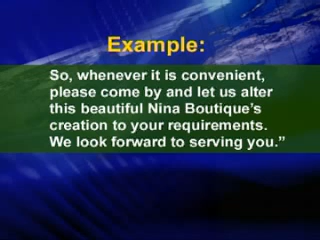 Example:
So, whenever it is convenient,
please come by and let us alter
this beautiful Nina Boutique's
creation to your requirements.
We look forward to serving you.”